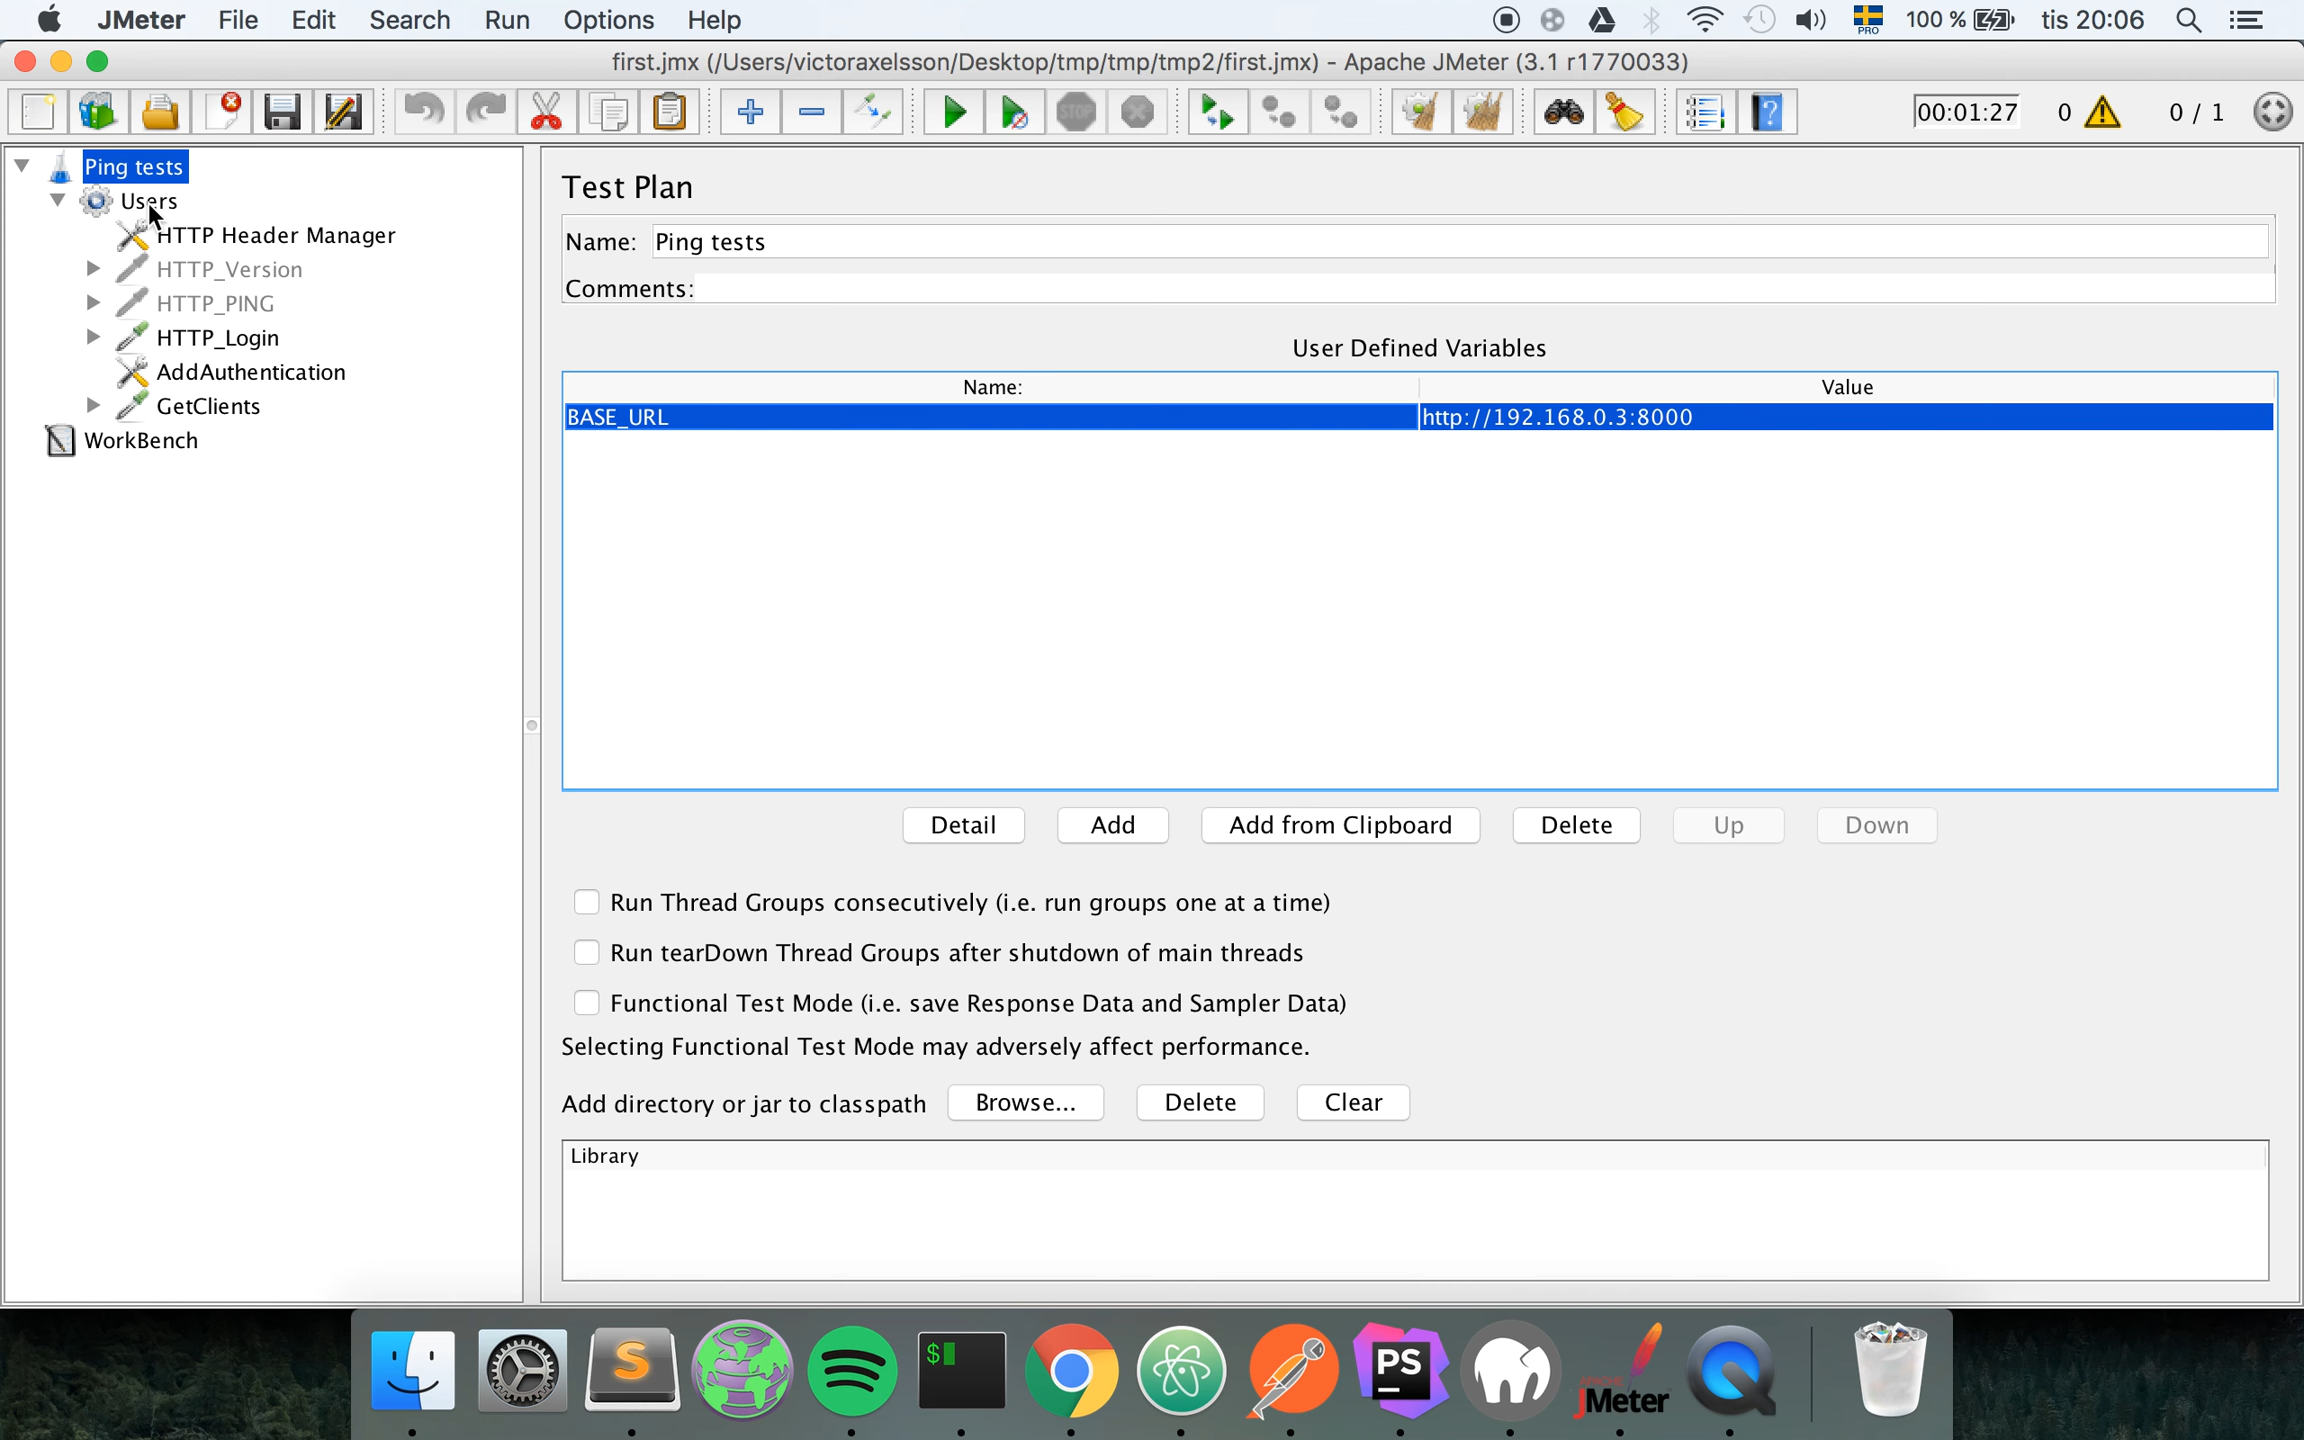 JMeter File Edit Search Run Options Help PRO 100 % tis 20:06
first.jmx (/Users/victoraxelsson/Desktop/tmp/tmp/tmp2/first.jmx) - Apache JMeter (3.1 r1770033)
STOP 00:01:27 0 0 / 1
Ping tests
Users
HTTP Header Manager
HTTP_Version
HTTP_PING
HTTP_Login
AddAuthentication
GetClients
WorkBench
Test Plan
Name: Ping tests
Comments:
User Defined Variables
Name: Value
BASE_URL http://192.168.0.3:8000
Detail Add Add from Clipboard Delete Up Down
Run Thread Groups consecutively (i.e. run groups one at a time)
Run tearDown Thread Groups after shutdown of main threads
Functional Test Mode (i.e. save Response Data and Sampler Data)
Selecting Functional Test Mode may adversely affect performance.
Add directory or jar to classpath Browse... Delete Clear
Library
S $ PS APACHE JMeter